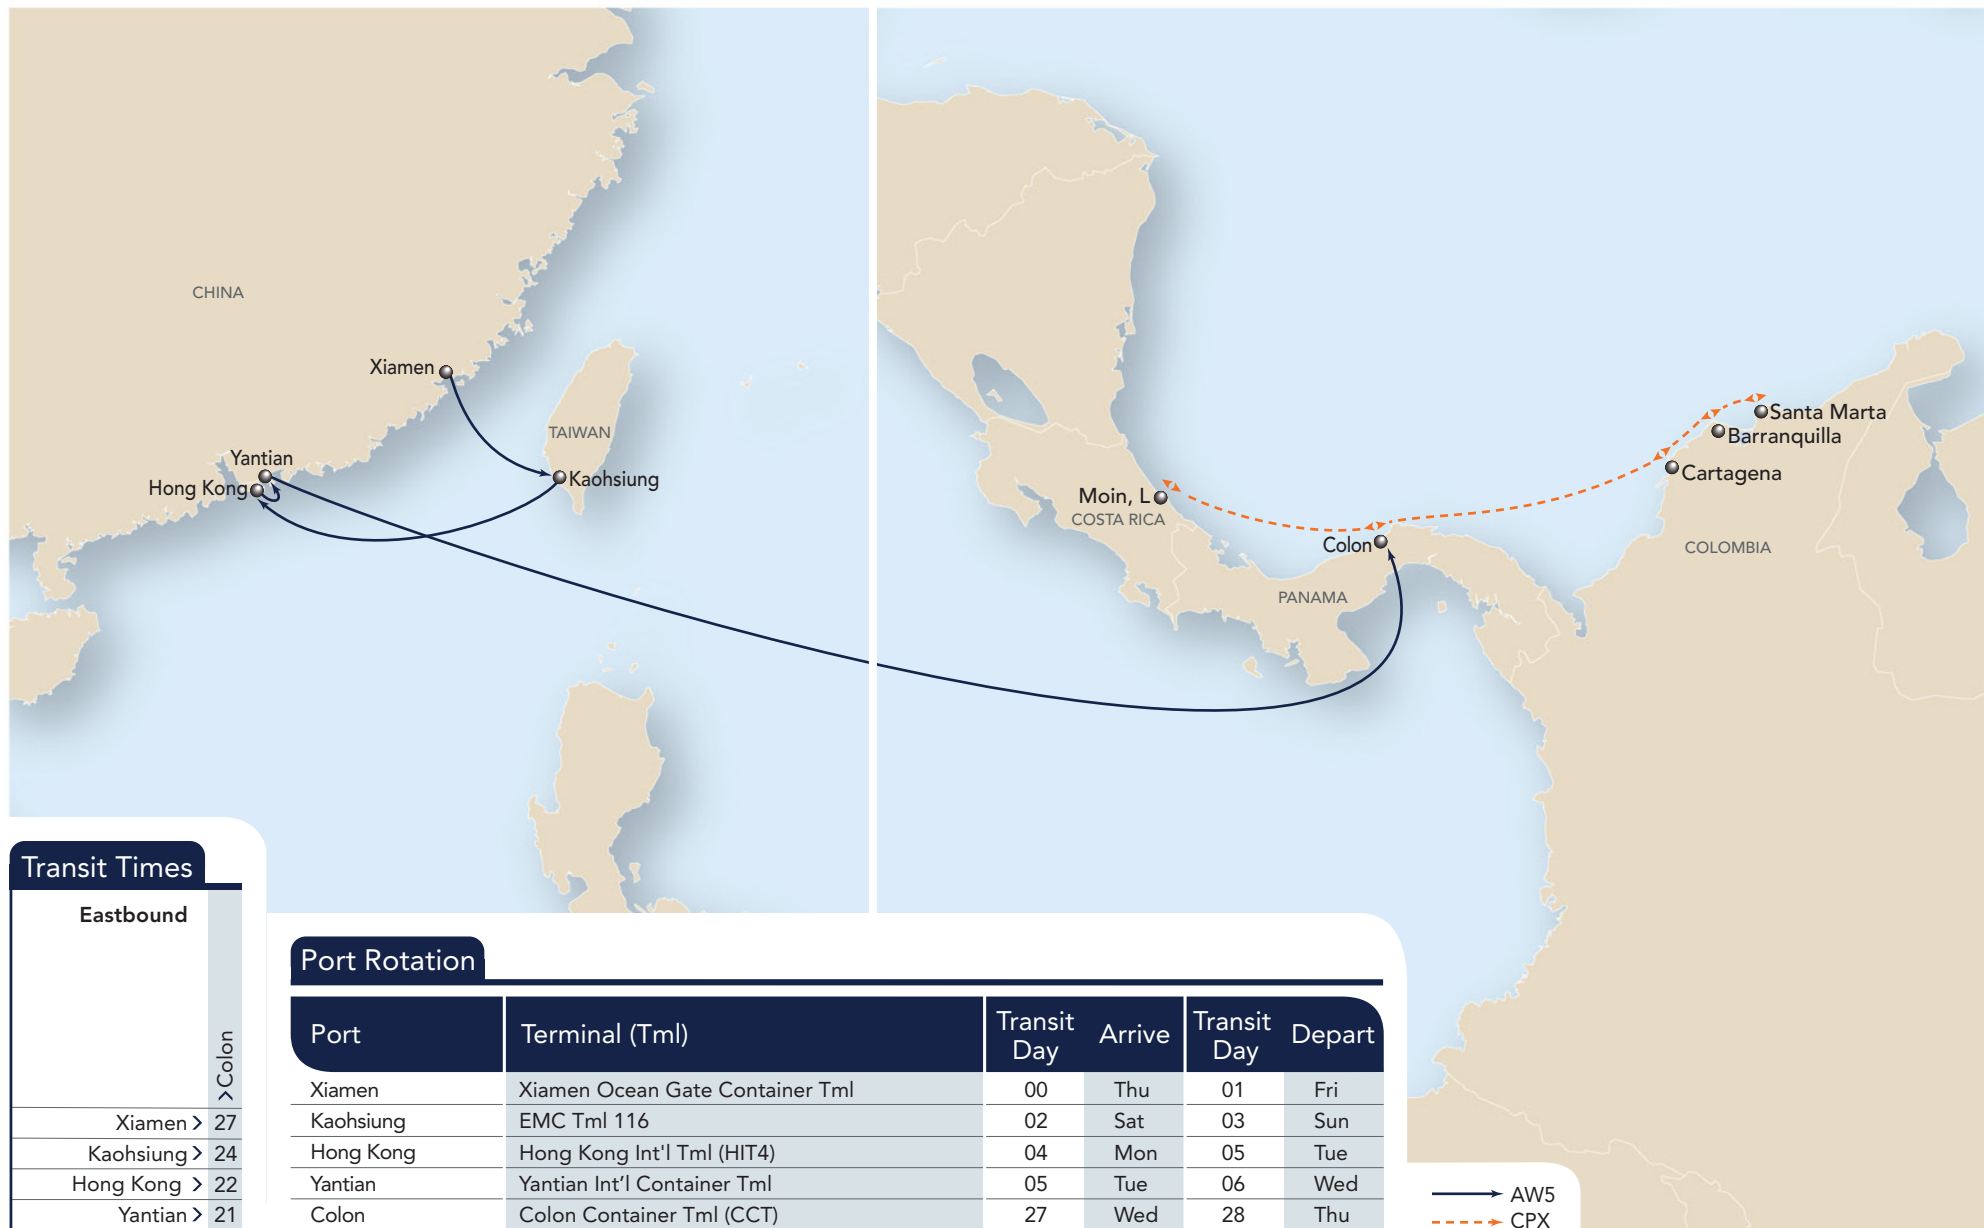 CHINA
Xiamen
TAIWAN
Yantian
Kaohsiung
Hong Kong
Santa Marta
Barranquilla
Cartagena
Moin, L
COSTA RICA
Colon
COLOMBIA
PANAMA
Transit Times
Eastbound
>Colon
Xiamen > 27
Kaohsiung > 24
Hong Kong > 22
Yantian > 21
Port Rotation
Port Terminal (Tml) Transit Day Arrive Transit Day Depart
Xiamen Xiamen Ocean Gate Container Tml 00 Thu 01 Fri
Kaohsiung EMC Tml 116 02 Sat 03 Sun
Hong Kong Hong Kong Int'l Tml (HIT4) 04 Mon 05 Tue
Yantian Yantian Int’l Container Tml 05 Tue 06 Wed
Colon Colon Container Tml (CCT) 27 Wed 28 Thu
AW5
CPX